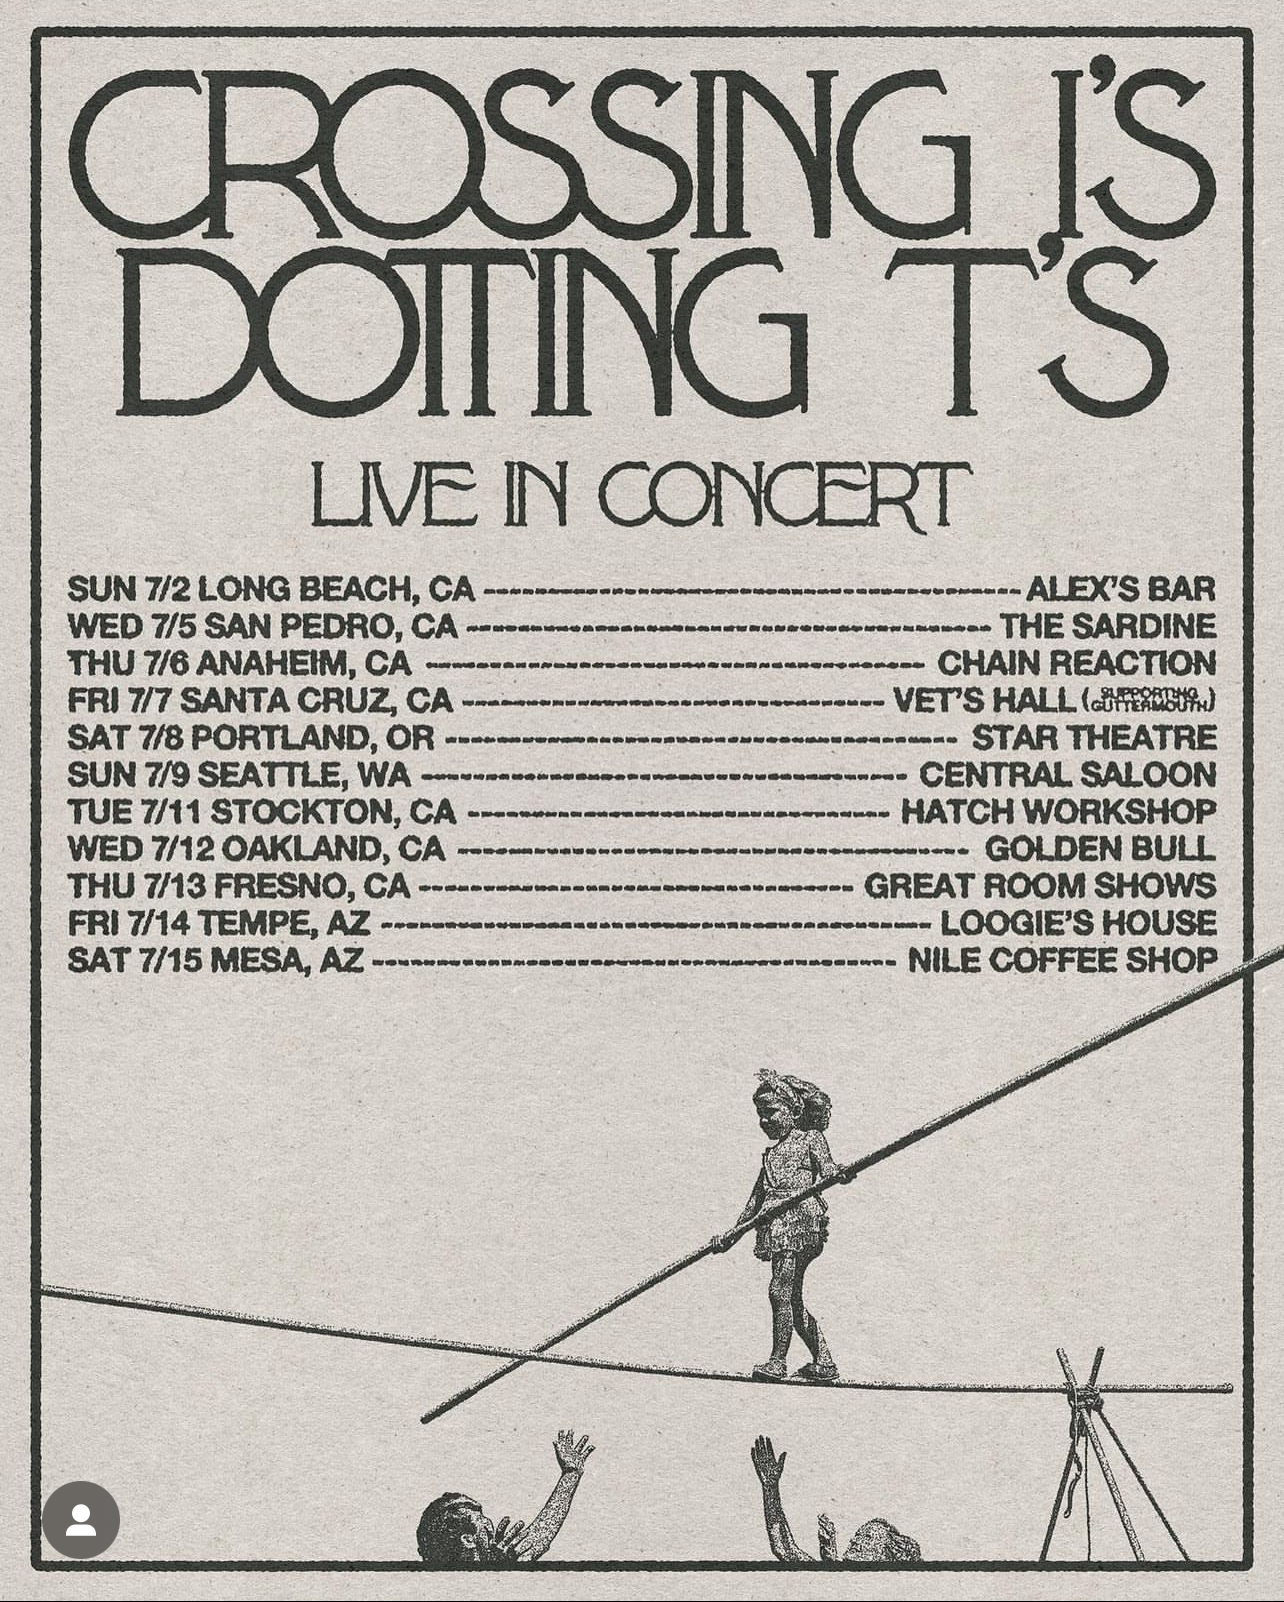 CROSSING I'S
DOTTING T'S
LIVE IN CONCERT
SUN 7/2 LONG BEACH, CA ---------- ALEX'S BAR
WED 7/5 SAN PEDRO, CA ---------- THE SARDINE
THU 7/6 ANAHEIM, CA ---------- CHAIN REACTION
FRI 7/7 SANTA CRUZ, CA ---------- VET'S HALL (SUPPORTING GUTTERMOUTH)
SAT 7/8 PORTLAND, OR ---------- STAR THEATRE
SUN 7/9 SEATTLE, WA ---------- CENTRAL SALOON
TUE 7/11 STOCKTON, CA ---------- HATCH WORKSHOP
WED 7/12 OAKLAND, CA ---------- GOLDEN BULL
THU 7/13 FRESNO, CA ---------- GREAT ROOM SHOWS
FRI 7/14 TEMPE, AZ ---------- LOOGIE'S HOUSE
SAT 7/15 MESA, AZ ---------- NILE COFFEE SHOP